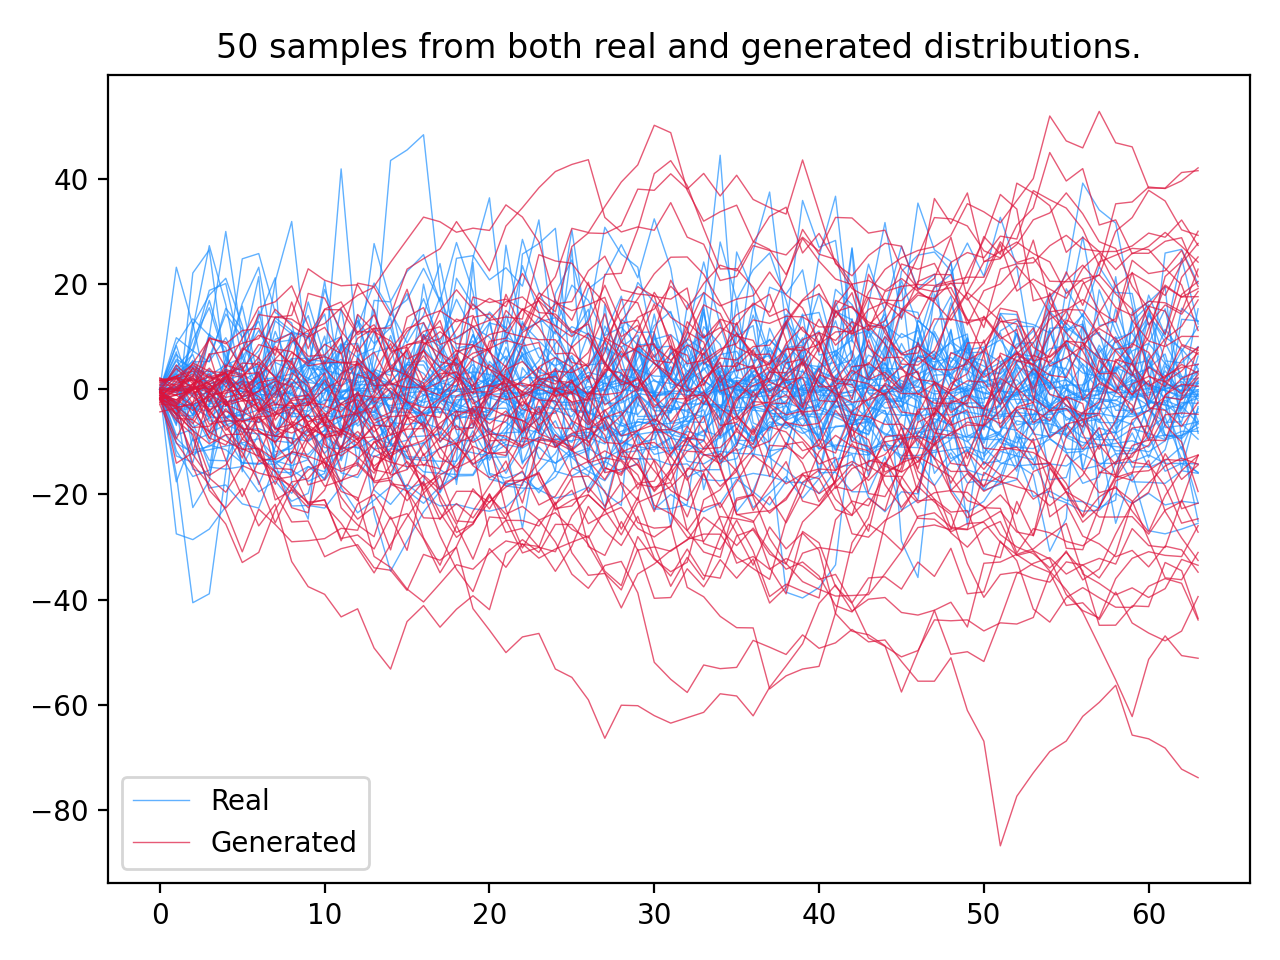 50 samples from both real and generated distributions.
40
20
0
−20
−40
−60
−80
Real
Generated
0 10 20 30 40 50 60